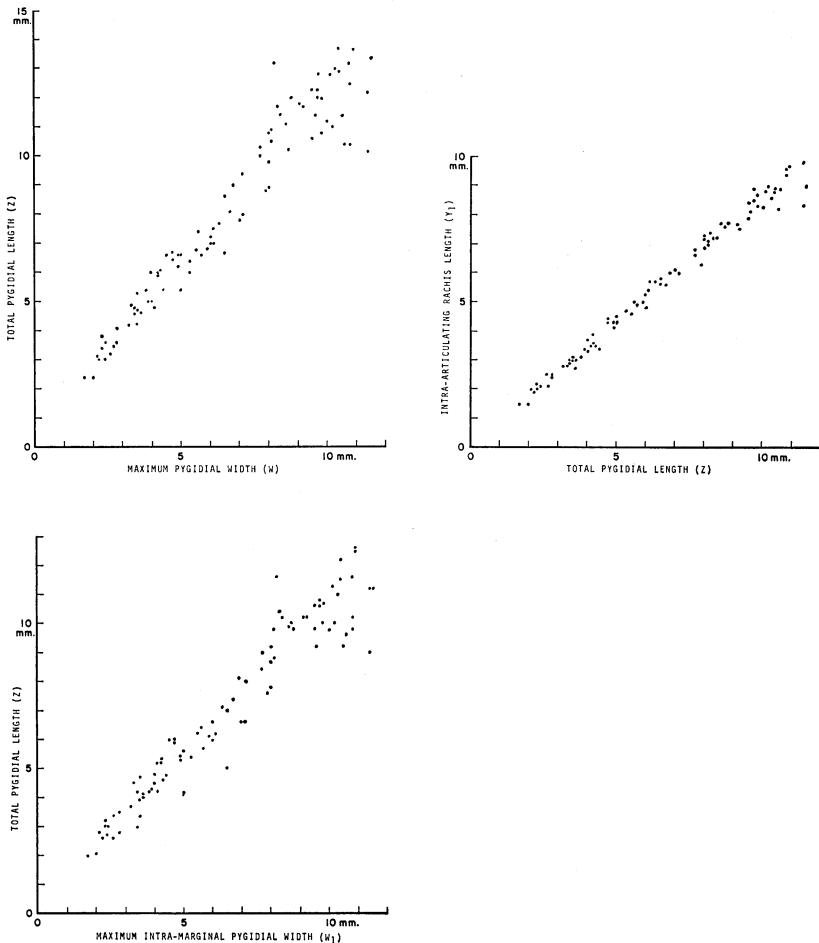 15
mm.
10
5
0
TOTAL PYGIDIAL LENGTH (Z)
0
5
10 mm.
MAXIMUM PYGIDIAL WIDTH (W)
10
mm.
5
0
INTRA-ARTICULATING RACHIS LENGTH (Y1)
0
5
10 mm.
TOTAL PYGIDIAL LENGTH (Z)
10
mm.
5
0
TOTAL PYGIDIAL LENGTH (Z)
0
5
10 mm.
MAXIMUM INTRA-MARGINAL PYGIDIAL WIDTH (W1)